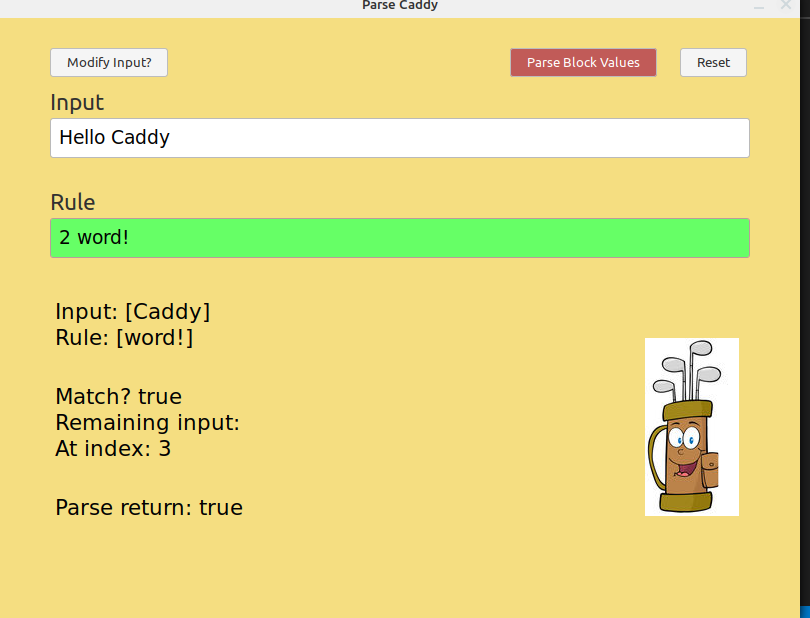 Parse Caddy
Modify Input? Parse Block Values Reset
Input
Hello Caddy
Rule
2 word!
Input: [Caddy]
Rule: [word!]
Match? true
Remaining input:
At index: 3
Parse return: true